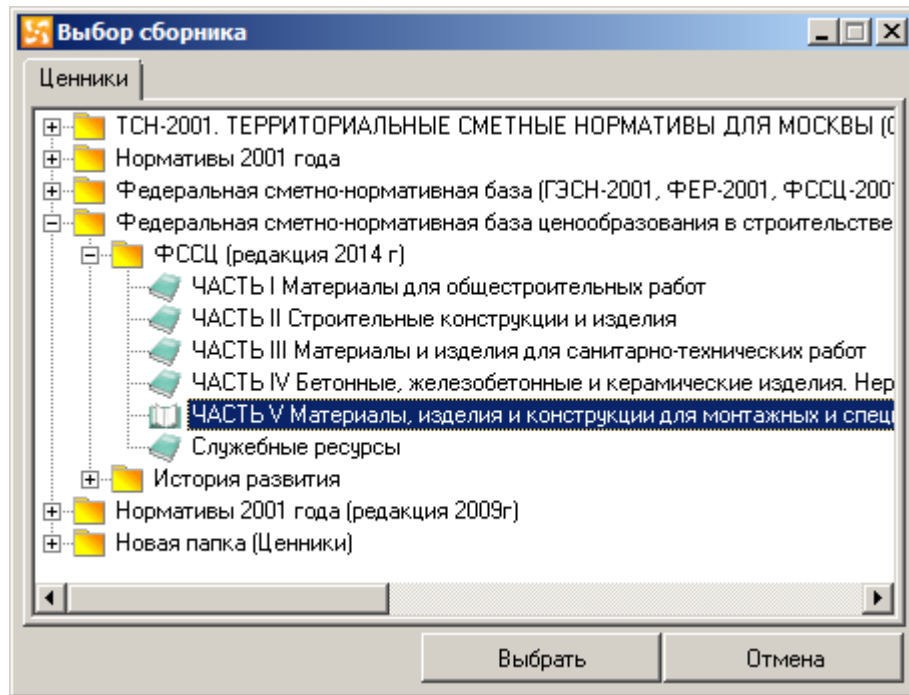 Выбор сборника
Ценники
ТСН-2001. ТЕРРИТОРИАЛЬНЫЕ СМЕТНЫЕ НОРМАТИВЫ ДЛЯ МОСКВЫ (
Нормативы 2001 года
Федеральная сметно-нормативная база (ГЭСН-2001, ФЕР-2001, ФССЦ-200
Федеральная сметно-нормативная база ценообразования в строительстве
ФССЦ (редакция 2014 г)
ЧАСТЬ I Материалы для общестроительных работ
ЧАСТЬ II Строительные конструкции и изделия
ЧАСТЬ III Материалы и изделия для санитарно-технических работ
ЧАСТЬ IV Бетонные, железобетонные и керамические изделия. Нер
ЧАСТЬ V Материалы, изделия и конструкции для монтажных и спец
Служебные ресурсы
История развития
Нормативы 2001 года (редакция 2009г)
Новая папка (Ценники)
Выбрать Отмена